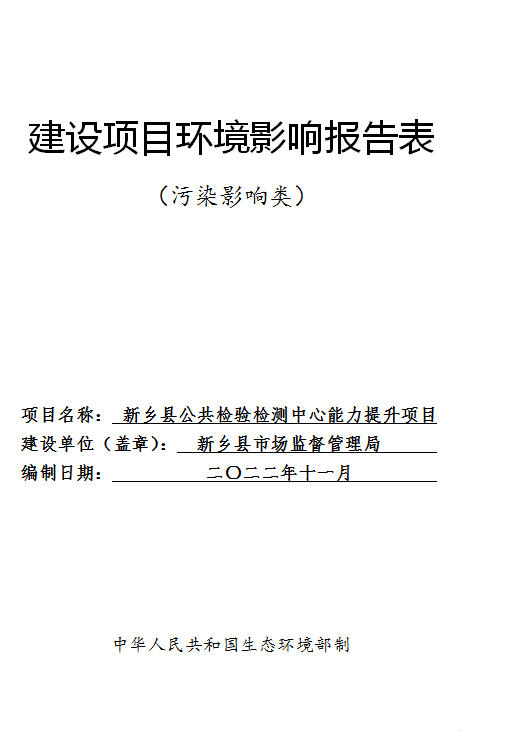 建设项目环境影响报告表
（污染影响类）
项目名称： 新乡县公共检验检测中心能力提升项目
建设单位（盖章）： 新乡县市场监督管理局
编制日期： 二〇二二年十一月
中华人民共和国生态环境部制